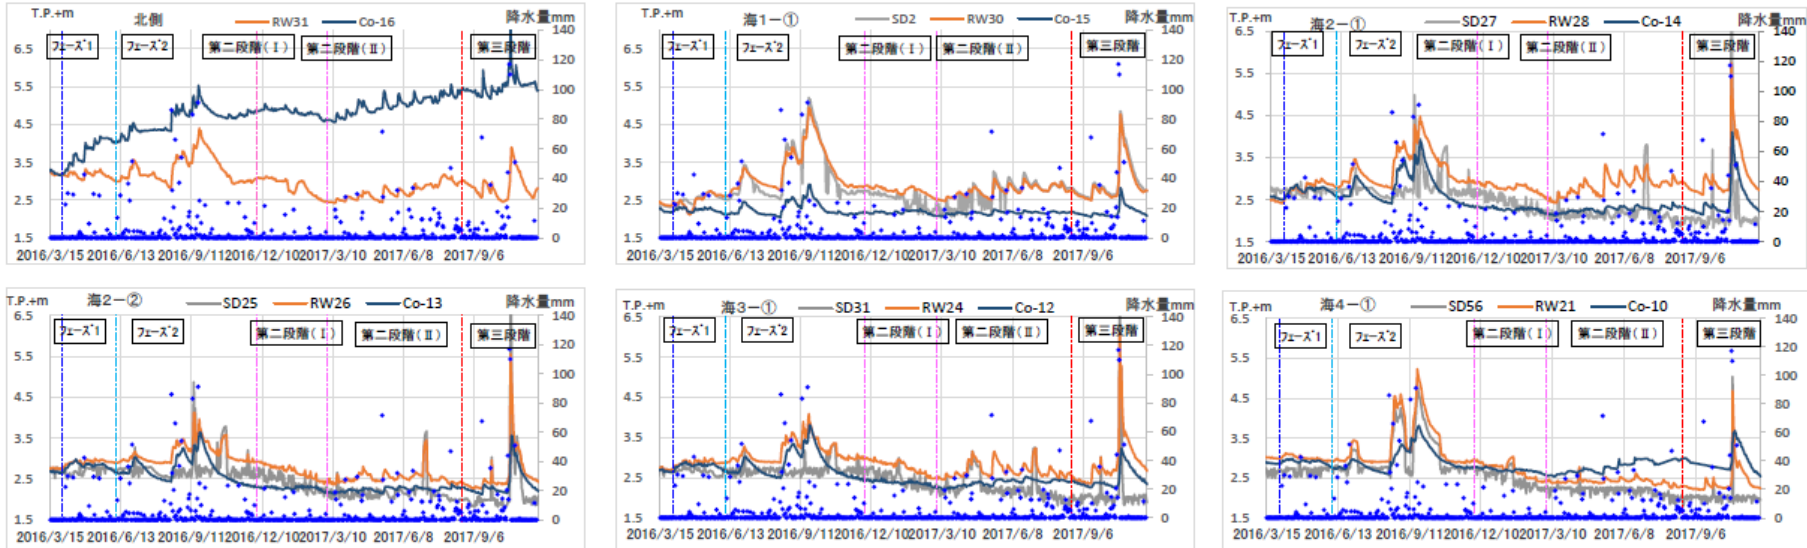 T.P.+m 北側 RW31 Co-16 降水量mm
6.5 5.5 4.5 3.5 2.5 1.5
ﾌｪｰｽﾞ1 ﾌｪｰｽﾞ2 第二段階(Ⅰ) 第二段階(Ⅱ) 第三段階
140 120 100 80 60 40 20 0
2016/3/15 2016/6/13 2016/9/11 2016/12/10 2017/3/10 2017/6/8 2017/9/6
T.P.+m 海1ー① SD2 RW30 Co-15 降水量mm
6.5 5.5 4.5 3.5 2.5 1.5
ﾌｪｰｽﾞ1 ﾌｪｰｽﾞ2 第二段階(Ⅰ) 第二段階(Ⅱ) 第三段階
140 120 100 80 60 40 20 0
2016/3/15 2016/6/13 2016/9/11 2016/12/10 2017/3/10 2017/6/8 2017/9/6
T.P.+m 海2ー① SD27 RW28 Co-14 降水量mm
6.5 5.5 4.5 3.5 2.5 1.5
ﾌｪｰｽﾞ1 ﾌｪｰｽﾞ2 第二段階(Ⅰ) 第二段階(Ⅱ) 第三段階
140 120 100 80 60 40 20 0
2016/3/15 2016/6/13 2016/9/11 2016/12/10 2017/3/10 2017/6/8 2017/9/6
T.P.+m 海2ー② SD25 RW26 Co-13 降水量mm
6.5 5.5 4.5 3.5 2.5 1.5
ﾌｪｰｽﾞ1 ﾌｪｰｽﾞ2 第二段階(Ⅰ) 第二段階(Ⅱ) 第三段階
140 120 100 80 60 40 20 0
2016/3/15 2016/6/13 2016/9/11 2016/12/10 2017/3/10 2017/6/8 2017/9/6
T.P.+m 海3ー① SD31 RW24 Co-12 降水量mm
6.5 5.5 4.5 3.5 2.5 1.5
ﾌｪｰｽﾞ1 ﾌｪｰｽﾞ2 第二段階(Ⅰ) 第二段階(Ⅱ) 第三段階
140 120 100 80 60 40 20 0
2016/3/15 2016/6/13 2016/9/11 2016/12/10 2017/3/10 2017/6/8 2017/9/6
T.P.+m 海4ー① SD56 RW21 Co-10 降水量mm
6.5 5.5 4.5 3.5 2.5 1.5
ﾌｪｰｽﾞ1 ﾌｪｰｽﾞ2 第二段階(Ⅰ) 第二段階(Ⅱ) 第三段階
140 120 100 80 60 40 20 0
2016/3/15 2016/6/13 2016/9/11 2016/12/10 2017/3/10 2017/6/8 2017/9/6